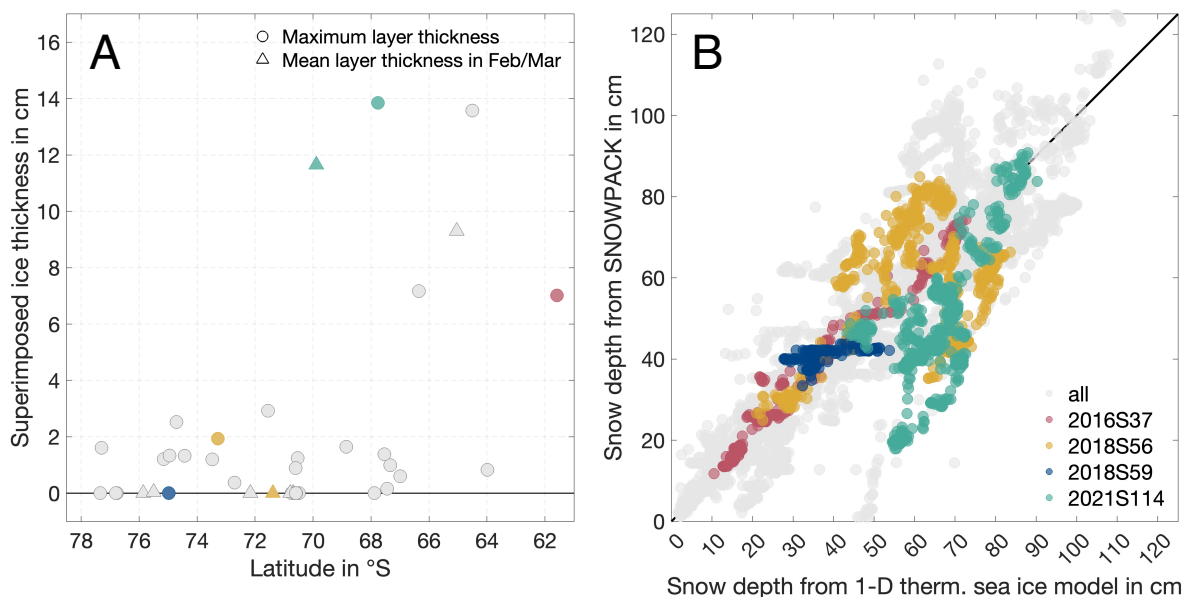 A
Maximum layer thickness
Mean layer thickness in Feb/Mar
Superimposed ice thickness in cm
16
14
12
10
8
6
4
2
0
78 76 74 72 70 68 66 64 62
Latitude in °S
B
Snow depth from SNOWPACK in cm
120
100
80
60
40
20
0
all
2016S37
2018S56
2018S59
2021S114
0 10 20 30 40 50 60 70 80 90 100 110 120
Snow depth from 1-D therm. sea ice model in cm